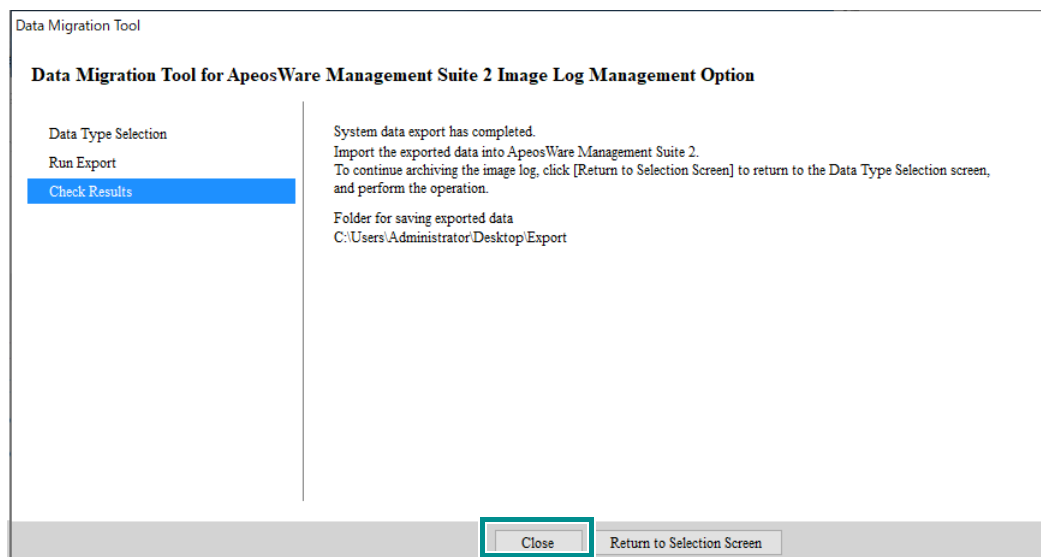 Data Migration Tool
Data Migration Tool for ApeosWare Management Suite 2 Image Log Management Option
Data Type Selection
Run Export
Check Results
System data export has completed.
Import the exported data into ApeosWare Management Suite 2.
To continue archiving the image log, click [Return to Selection Screen] to return to the Data Type Selection screen,
and perform the operation.
Folder for saving exported data
C:\Users\Administrator\Desktop\Export
Close
Return to Selection Screen